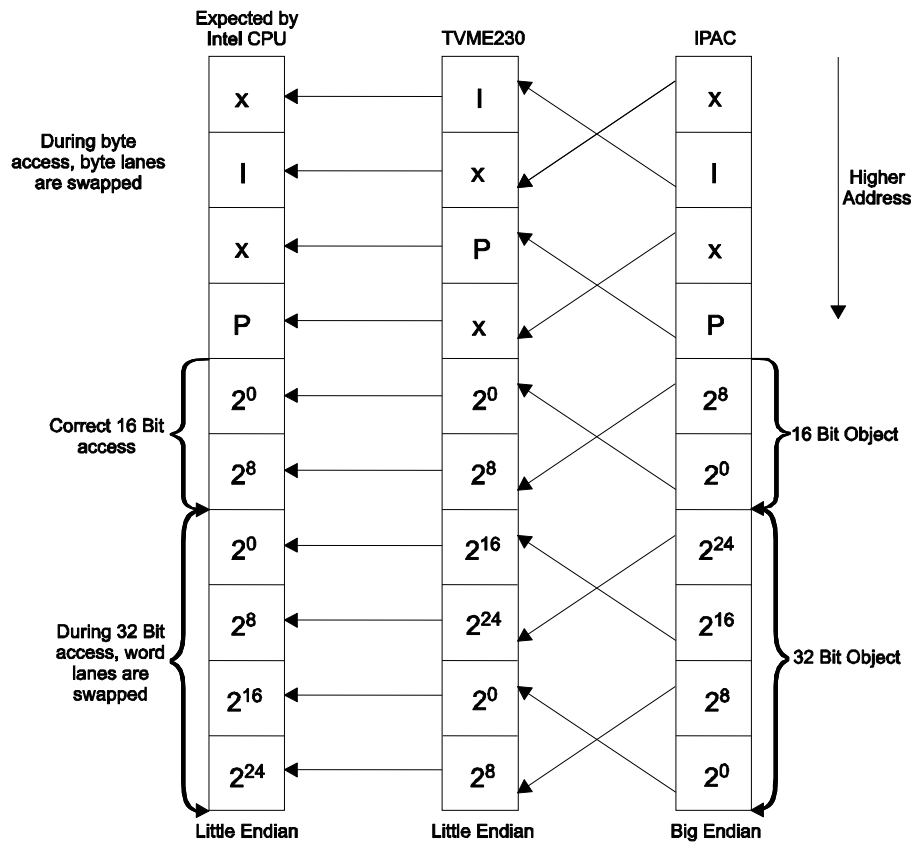 Expected by
Intel CPU
TVME230
IPAC
x
I
x
During byte
access, byte lanes
are swapped
I
x
I
Higher
Address
x
P
x
P
x
P
Correct 16 Bit
access
2⁰
2⁰
2⁸
16 Bit Object
2⁸
2⁸
2⁰
2⁰
2¹⁶
2²⁴
During 32 Bit
access, word
lanes are
swapped
2⁸
2²⁴
2¹⁶
32 Bit Object
2¹⁶
2⁰
2⁸
2²⁴
2⁸
2⁰
Little Endian
Little Endian
Big Endian